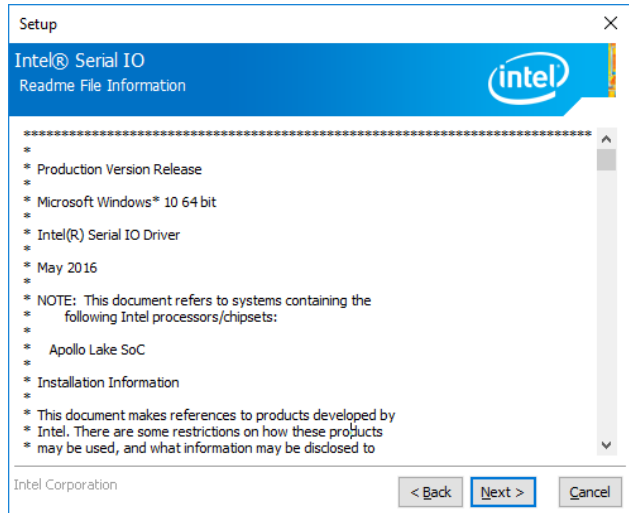 Setup
Intel® Serial IO
Readme File Information
intel
******************************************************************************
*
* Production Version Release
*
* Microsoft Windows* 10 64 bit
*
* Intel(R) Serial IO Driver
*
* May 2016
*
* NOTE:  This document refers to systems containing the
*        following Intel processors/chipsets:
*
*    Apollo Lake SoC
*
* Installation Information
*
* This document makes references to products developed by
* Intel. There are some restrictions on how these products
* may be used, and what information may be disclosed to
Intel Corporation
< Back
Next >
Cancel